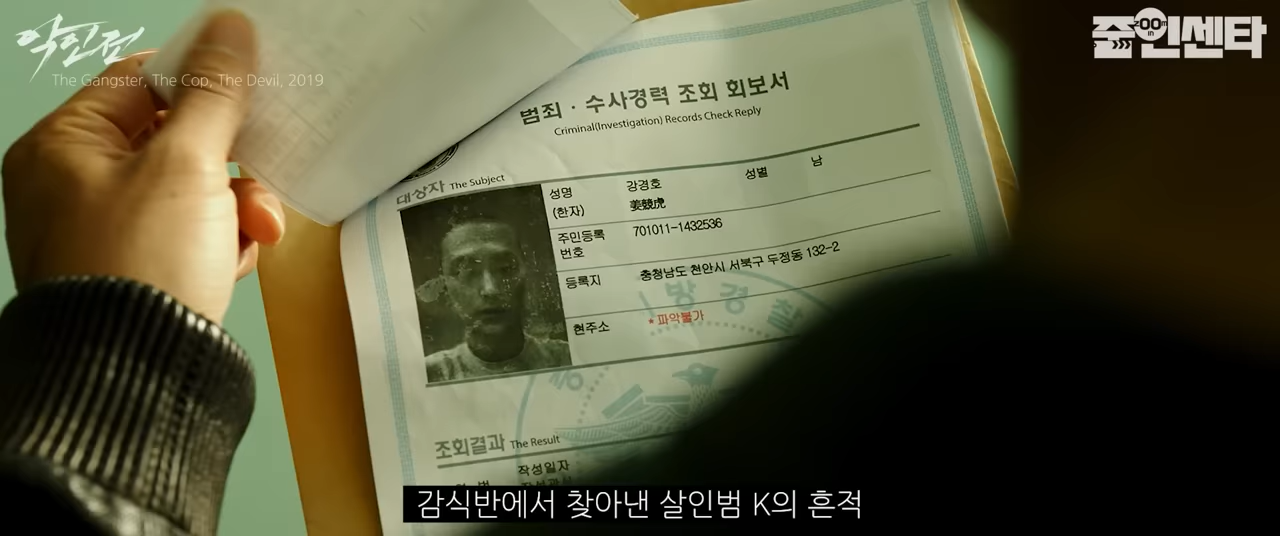 악인전
The Gangster, The Cop, The Devil, 2019
줌인센타
zoom in
범죄 · 수사경력 조회 회보서
Criminal(Investigation) Records Check Reply
대상자 The Subject
성명 강경호 성별 남
(한자) 姜競虎
주민등록번호 701011-1432536
등록지 충청남도 천안시 서북구 두정동 132-2
현주소 * 파악불가
방경찰
조회결과 The Result
작성일자
감식반에서 찾아낸 살인범 K의 흔적